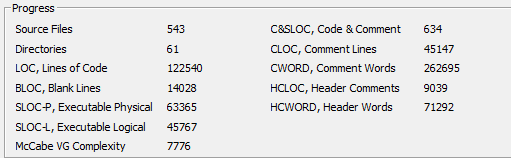 Progress
Source Files 543 C&SLOC, Code & Comment 634
Directories 61 CLOC, Comment Lines 45147
LOC, Lines of Code 122540 CWORD, Comment Words 262695
BLOC, Blank Lines 14028 HCLOC, Header Comments 9039
SLOC-P, Executable Physical 63365 HCWORD, Header Words 71292
SLOC-L, Executable Logical 45767
McCabe VG Complexity 7776